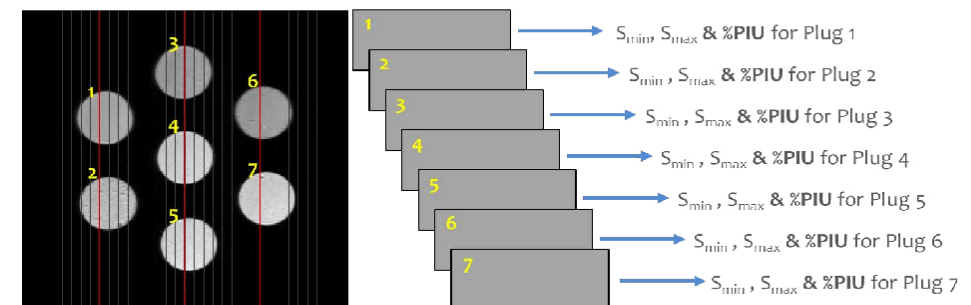 3
1
6
4
2
7
5
1
Smin, Smax & %PIU for Plug 1
2
Smin , Smax & %PIU for Plug 2
3
Smin , Smax & %PIU for Plug 3
4
Smin , Smax & %PIU for Plug 4
5
Smin , Smax & %PIU for Plug 5
6
Smin , Smax & %PIU for Plug 6
7
Smin , Smax & %PIU for Plug 7